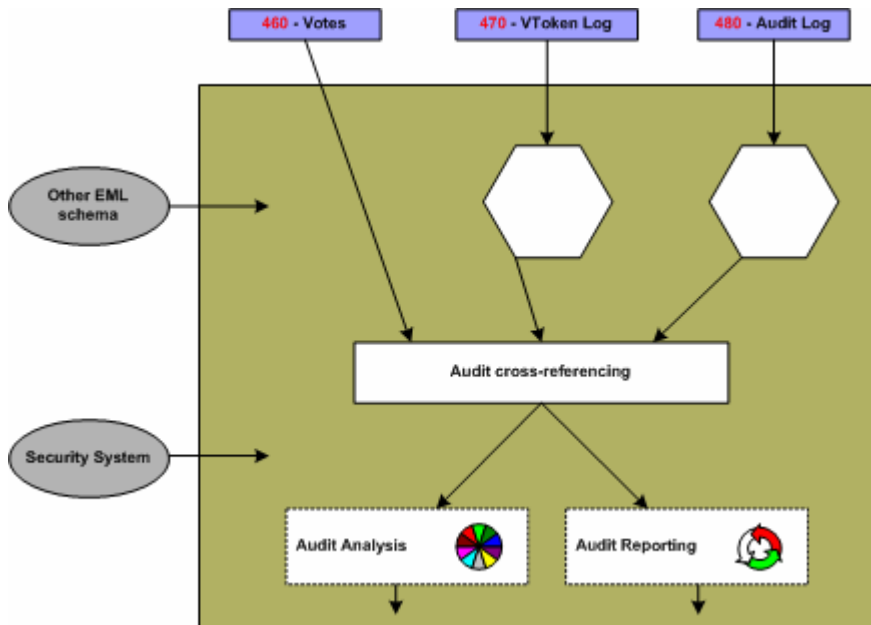 460 - Votes
470 - VToken Log
480 - Audit Log
Other EML
schema
Audit cross-referencing
Security System
Audit Analysis
Audit Reporting